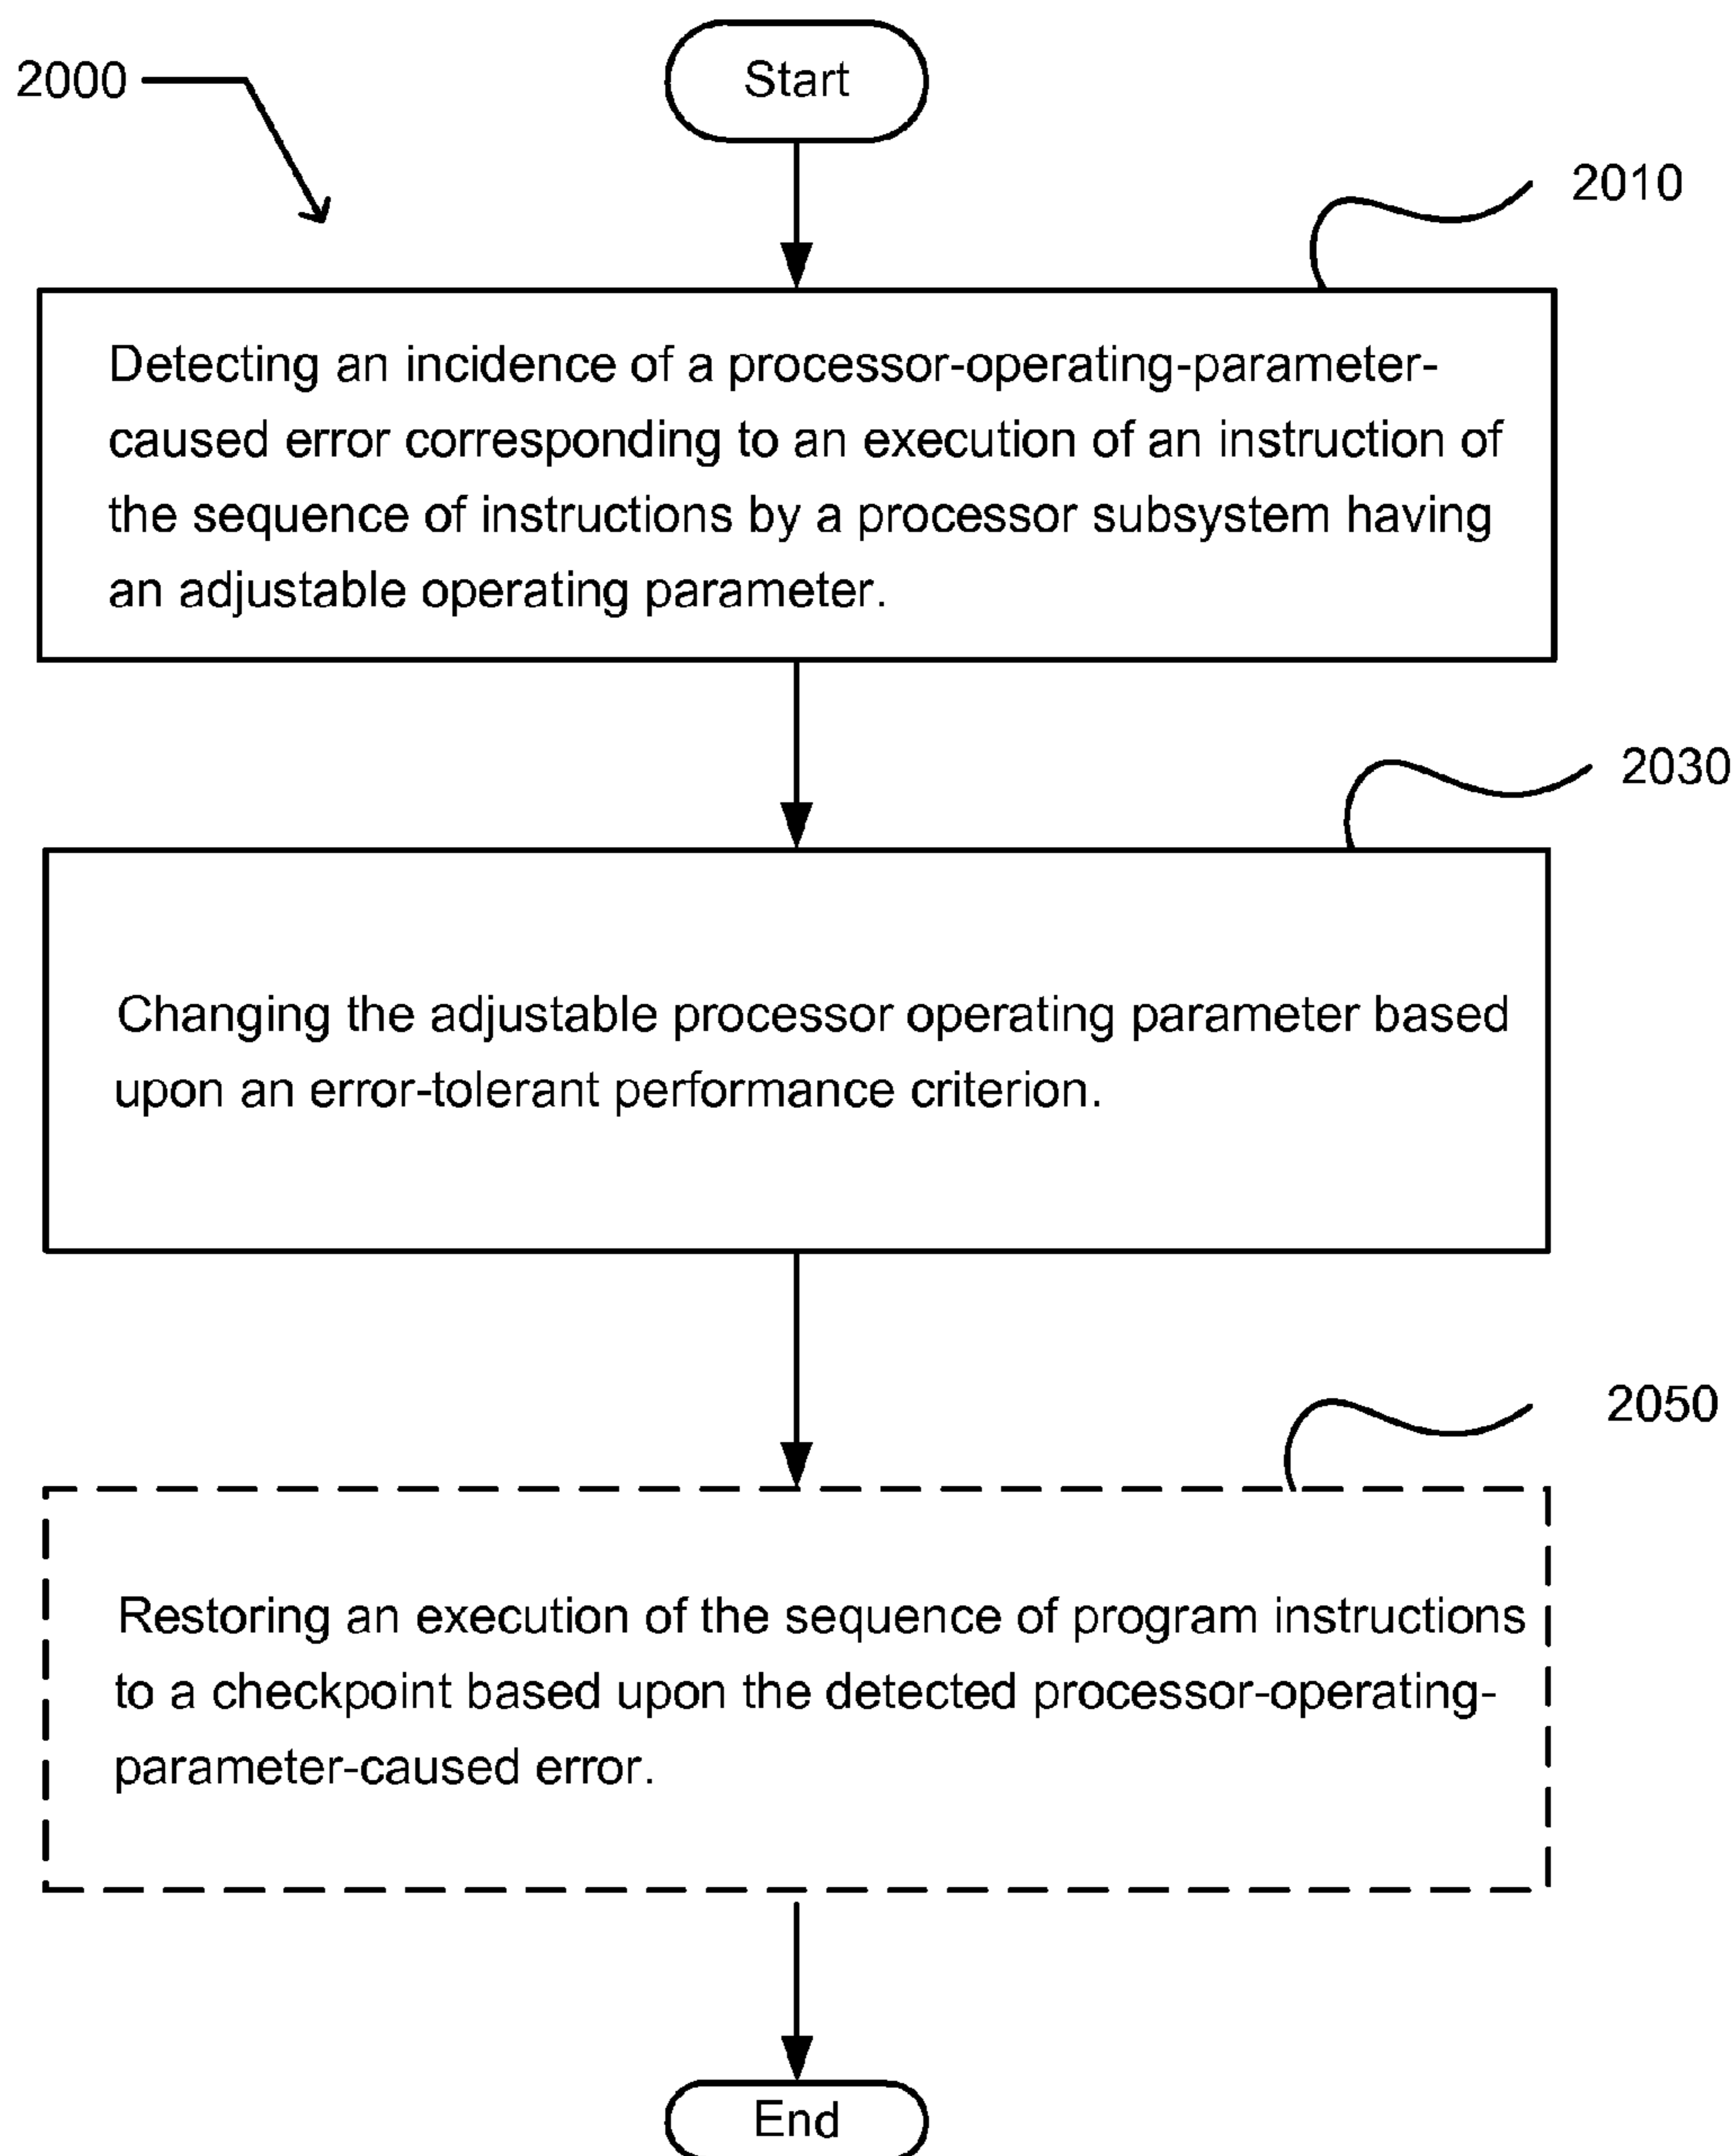 2000
Start
2010
Detecting an incidence of a processor-operating-parameter-
caused error corresponding to an execution of an instruction of
the sequence of instructions by a processor subsystem having
an adjustable operating parameter.
2030
Changing the adjustable processor operating parameter based
upon an error-tolerant performance criterion.
2050
Restoring an execution of the sequence of program instructions
to a checkpoint based upon the detected processor-operating-
parameter-caused error.
End